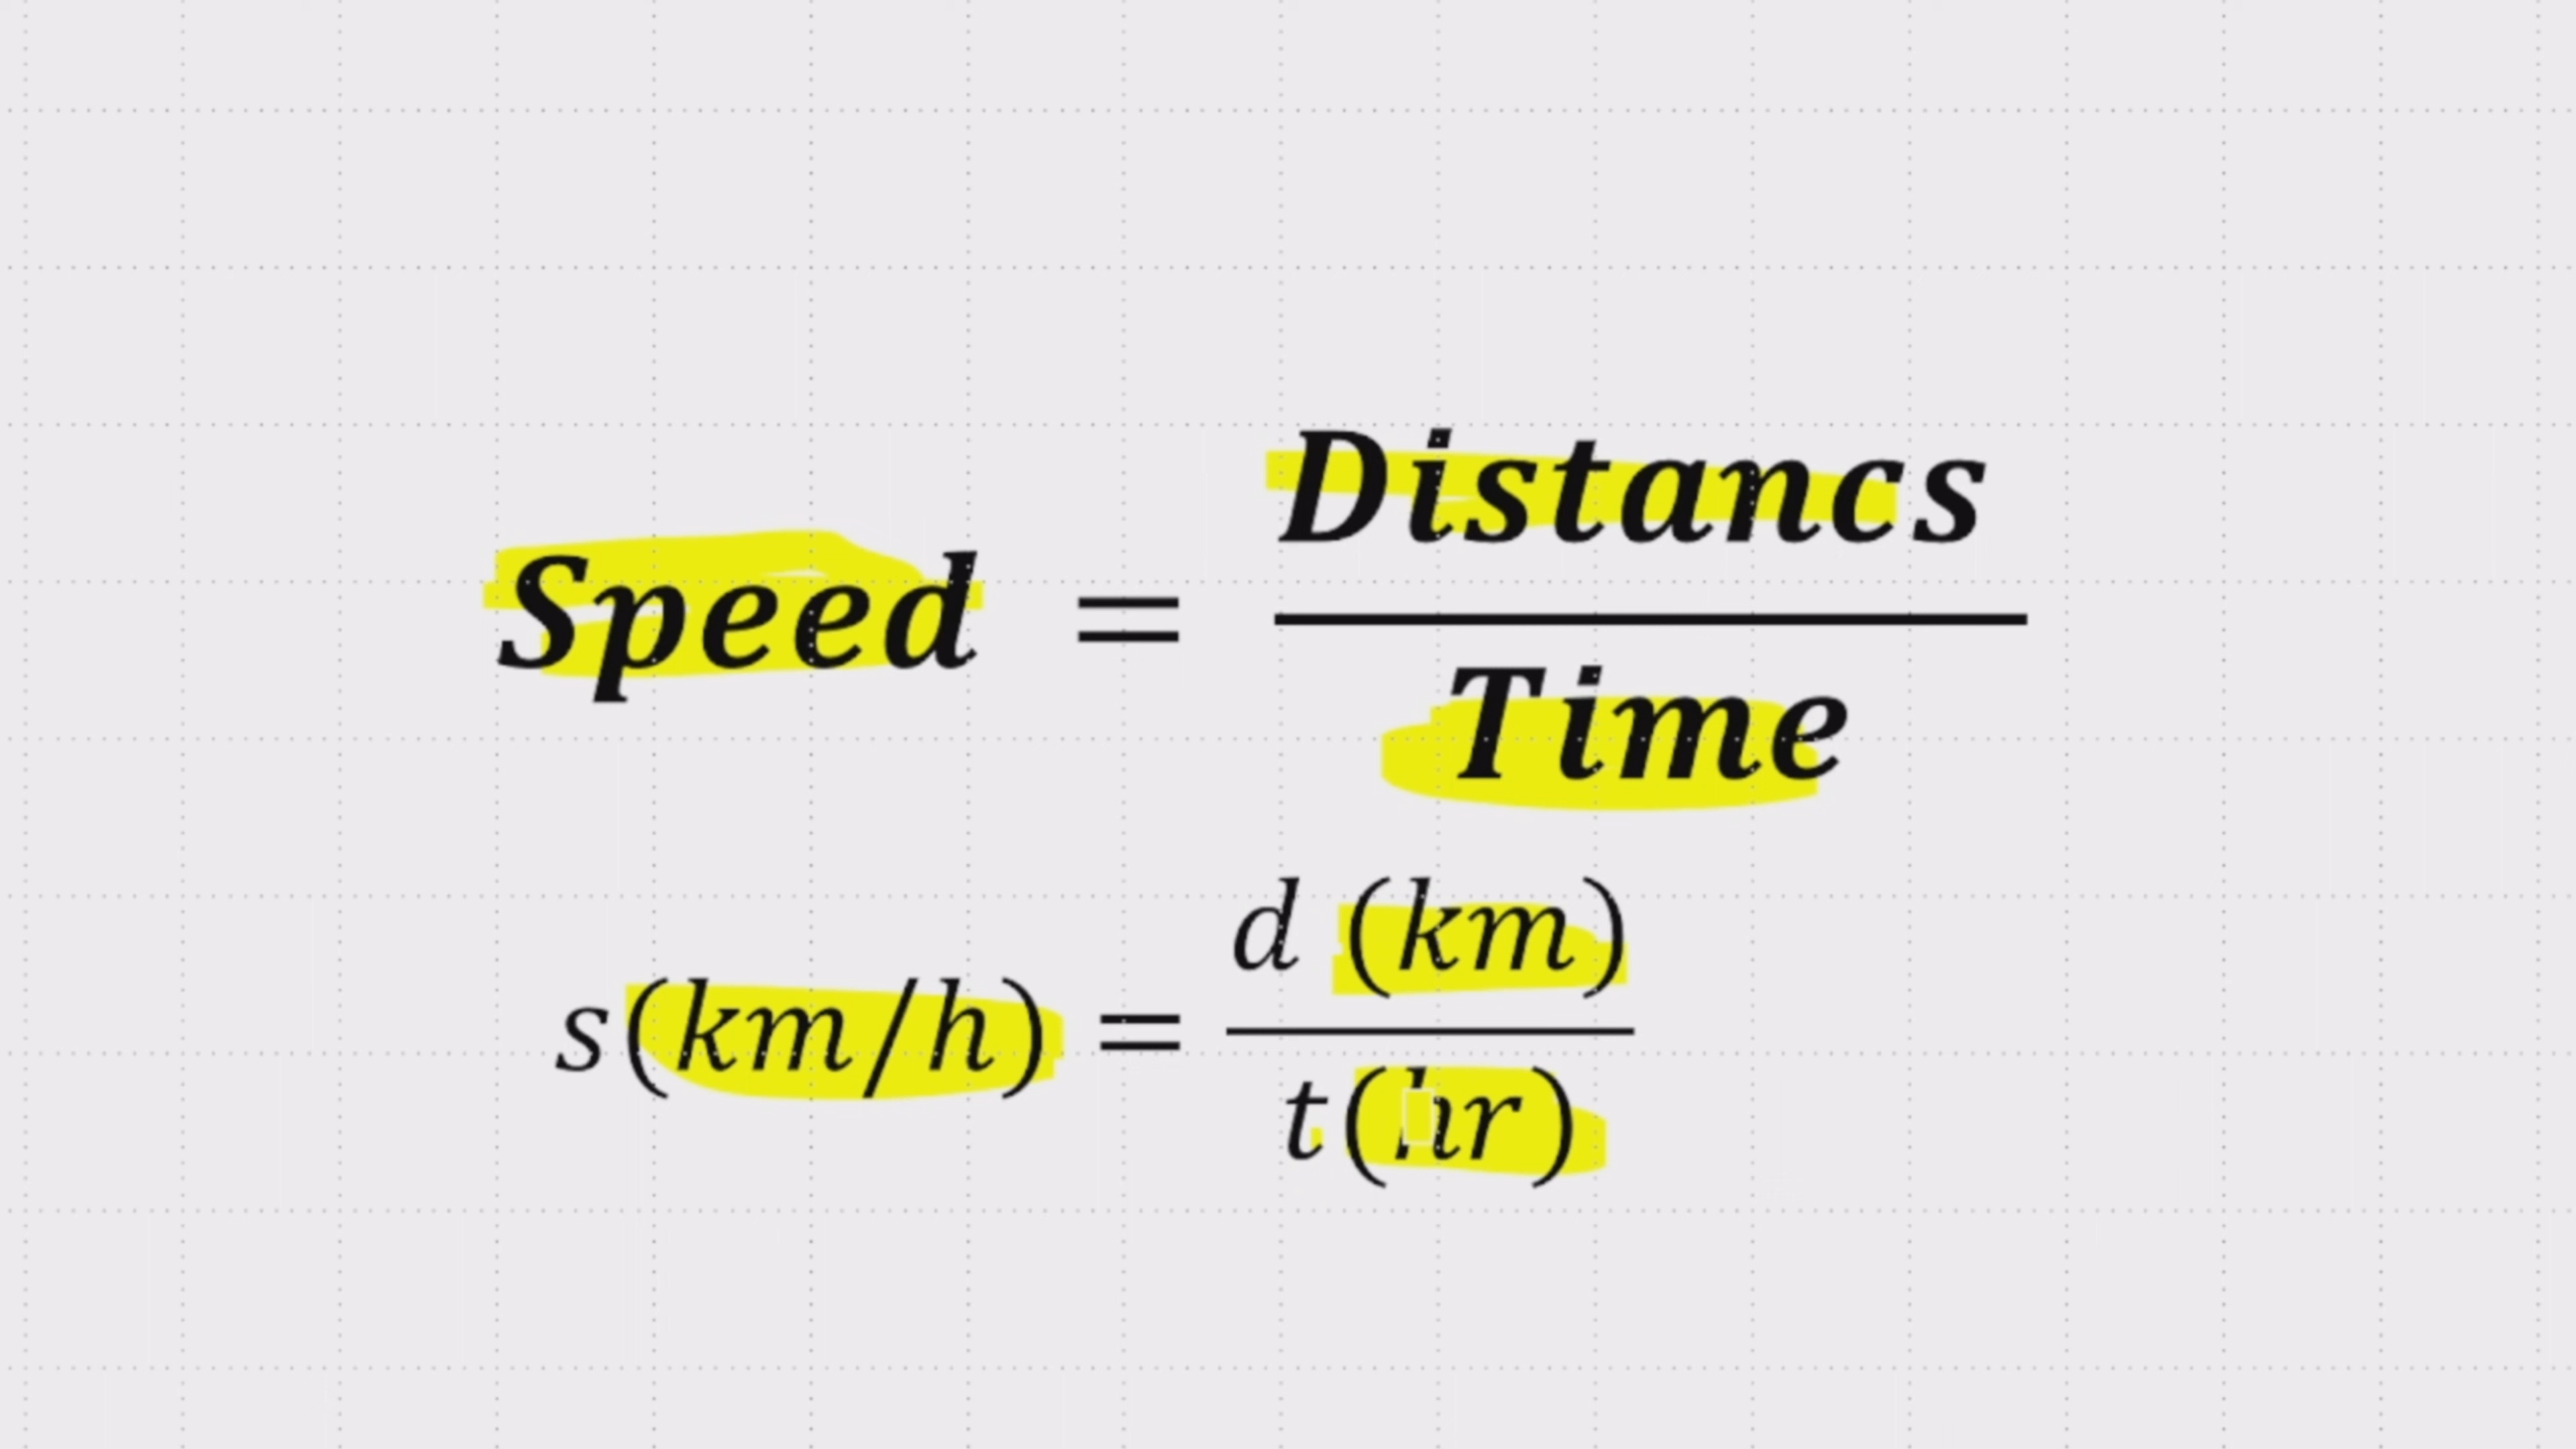 Speed = Distancs / Time
s(km/h) = d (km) / t(hr)